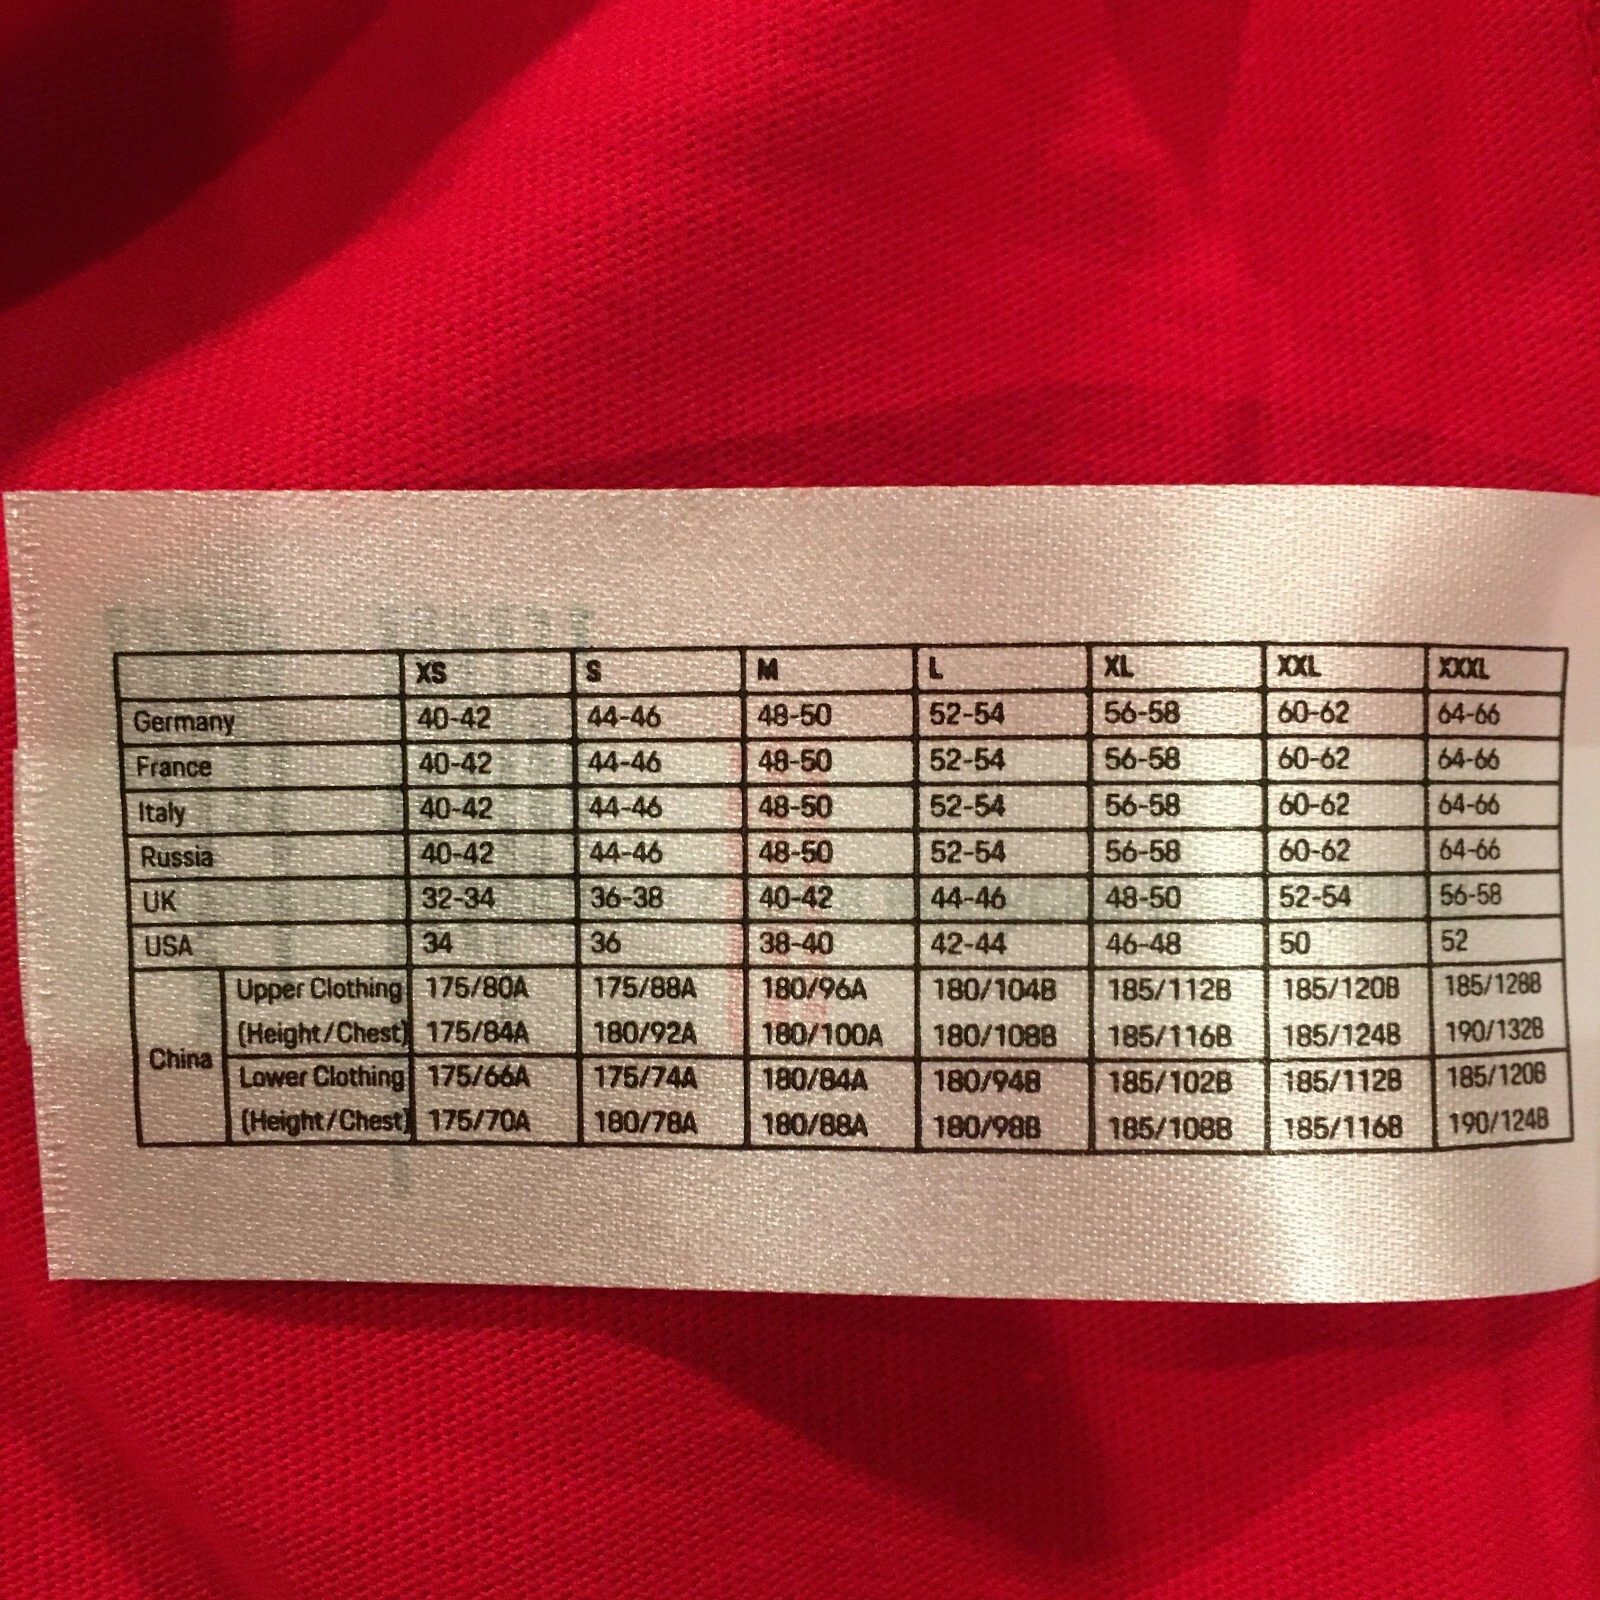 XS S M L XL XXL XXXL
Germany 40-42 44-46 48-50 52-54 56-58 60-62 64-66
France 40-42 44-46 48-50 52-54 56-58 60-62 64-66
Italy 40-42 44-46 48-50 52-54 56-58 60-62 64-66
Russia 40-42 44-46 48-50 52-54 56-58 60-62 64-66
UK 32-34 36-38 40-42 44-46 48-50 52-54 56-58
USA 34 36 38-40 42-44 46-48 50 52
China
Upper Clothing 175/80A 175/88A 180/96A 180/104B 185/112B 185/120B 185/128B
(Height/Chest) 175/84A 180/92A 180/100A 180/108B 185/116B 185/124B 190/132B
Lower Clothing 175/66A 175/74A 180/84A 180/94B 185/102B 185/112B 185/120B
(Height/Chest) 175/70A 180/78A 180/88A 180/98B 185/108B 185/116B 190/124B